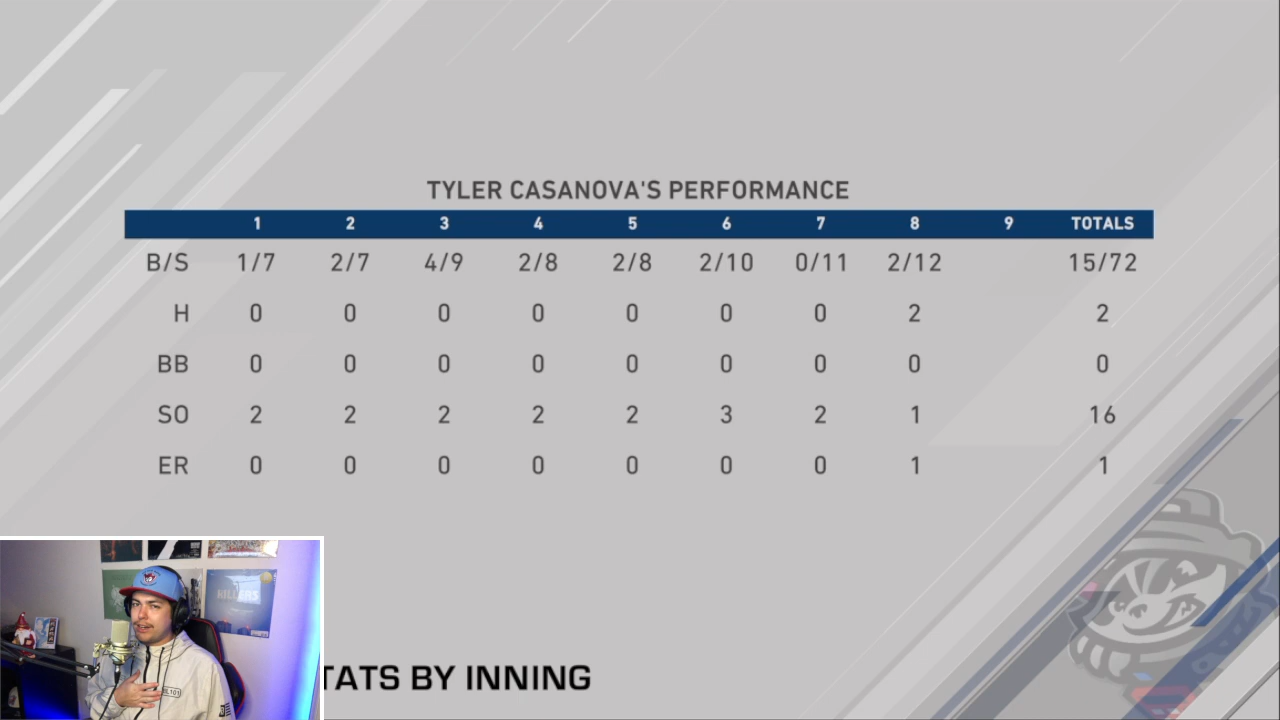 TYLER CASANOVA'S PERFORMANCE
1 2 3 4 5 6 7 8 9 TOTALS
B/S 1/7 2/7 4/9 2/8 2/8 2/10 0/11 2/12 15/72
H 0 0 0 0 0 0 0 2 2
BB 0 0 0 0 0 0 0 0 0
SO 2 2 2 2 2 3 2 1 16
ER 0 0 0 0 0 0 0 1 1
KILLERS
TATS BY INNING